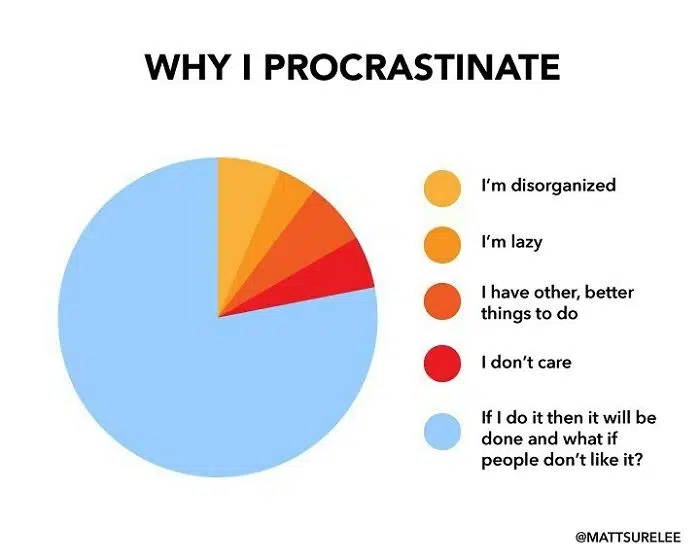 WHY I PROCRASTINATE
I'm disorganized
I'm lazy
I have other, better
things to do
I don't care
If I do it then it will be
done and what if
people don't like it?
@MATTSURELEE